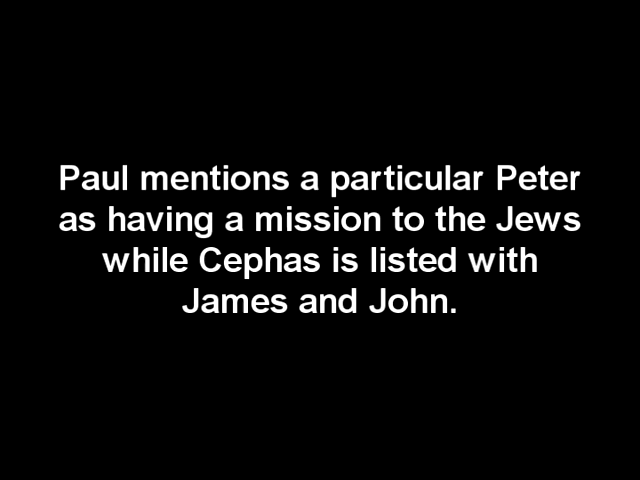 Paul mentions a particular Peter
as having a mission to the Jews
while Cephas is listed with
James and John.